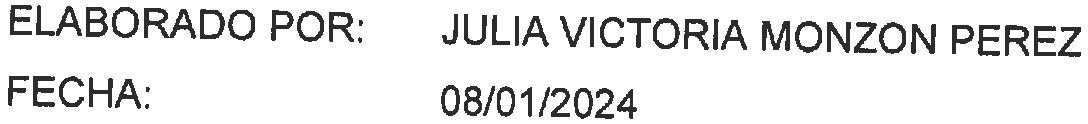 ELABORADO POR: JULIA VICTORIA MONZON PEREZ
FECHA: 08/01/2024